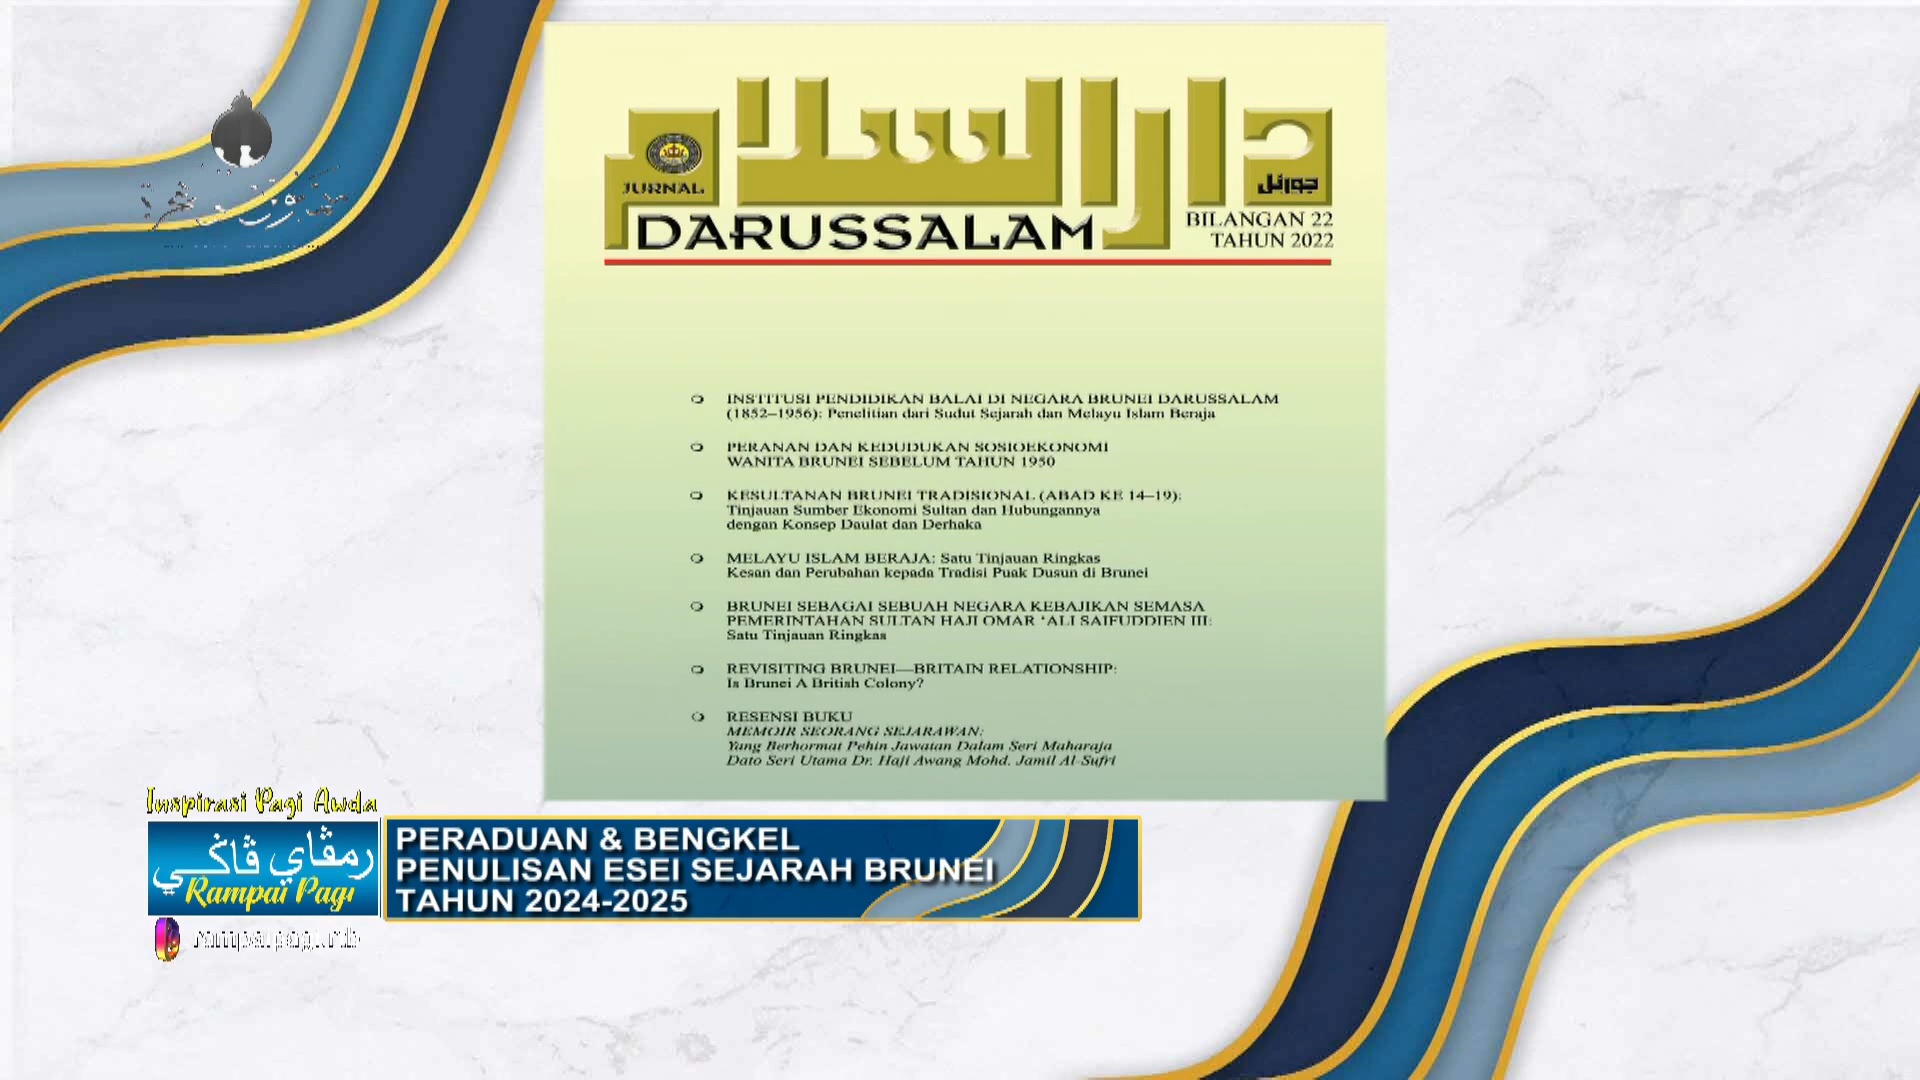 دارالسلام
جورنل
JURNAL
DARUSSALAM
BILANGAN 22
TAHUN 2022
INSTITUSI PENDIDIKAN BALAI DI NEGARA BRUNEI DARUSSALAM
(1852–1956): Penelitian dari Sudut Sejarah dan Melayu Islam Beraja
PERANAN DAN KEDUDUKAN SOSIOEKONOMI
WANITA BRUNEI SEBELUM TAHUN 1950
KESULTANAN BRUNEI TRADISIONAL (ABAD KE 14–19):
Tinjauan Sumber Ekonomi Sultan dan Hubungannya
dengan Konsep Daulat dan Derhaka
MELAYU ISLAM BERAJA: Satu Tinjauan Ringkas
Kesan dan Perubahan kepada Tradisi Puak Dusun di Brunei
BRUNEI SEBAGAI SEBUAH NEGARA KEBAJIKAN SEMASA
PEMERINTAHAN SULTAN HAJI OMAR ‘ALI SAIFUDDIEN III:
Satu Tinjauan Ringkas
REVISITING BRUNEI—BRITAIN RELATIONSHIP:
Is Brunei A British Colony?
RESENSI BUKU
MEMOIR SEORANG SEJARAWAN:
Yang Berhormat Pehin Jawatan Dalam Seri Maharaja
Dato Seri Utama Dr. Haji Awang Mohd. Jamil Al-Sufri
Inspirasi Pagi Awda
رمڤاي ڤاݢي
Rampai Pagi
rampaipagi.rtb
PERADUAN & BENGKEL
PENULISAN ESEI SEJARAH BRUNEI
TAHUN 2024-2025